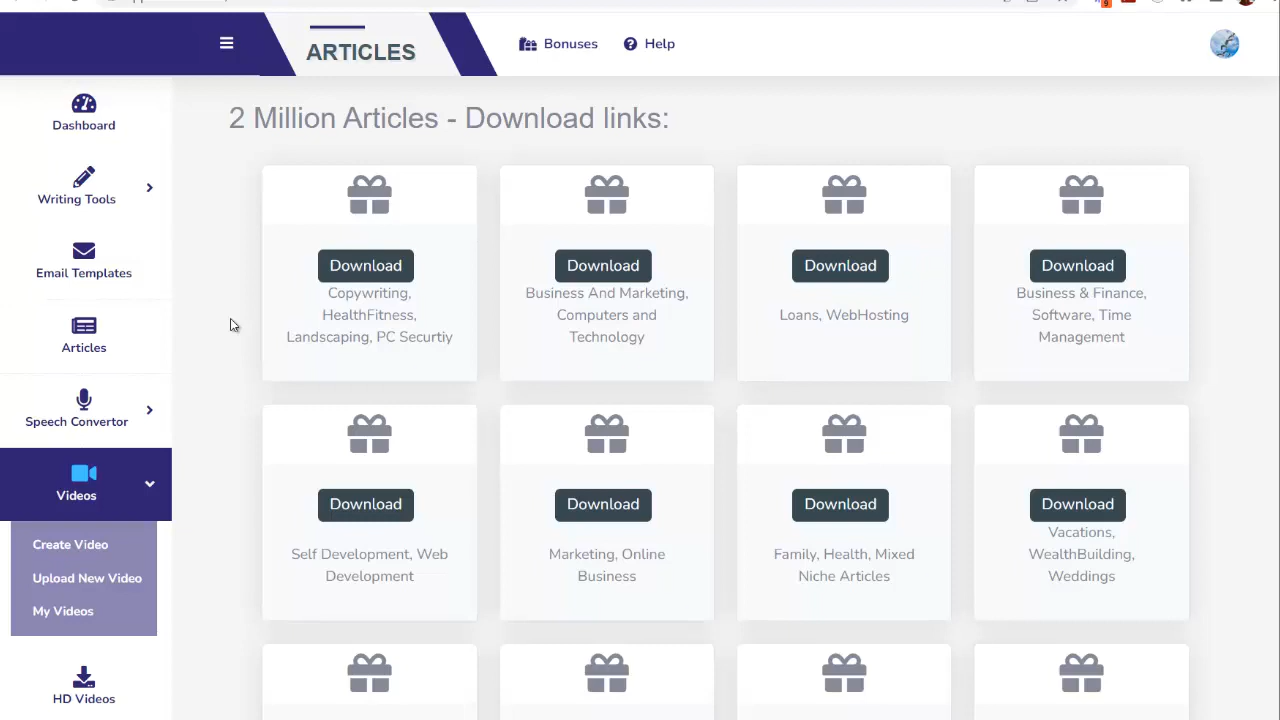 ARTICLES
Bonuses
Help
Dashboard
Writing Tools
Email Templates
Articles
Speech Convertor
Videos
Create Video
Upload New Video
My Videos
HD Videos
2 Million Articles - Download links:
Download
Copywriting,
HealthFitness,
Landscaping, PC Securtiy
Download
Business And Marketing,
Computers and
Technology
Download
Loans, WebHosting
Download
Business & Finance,
Software, Time
Management
Download
Self Development, Web
Development
Download
Marketing, Online
Business
Download
Family, Health, Mixed
Niche Articles
Download
Vacations,
WealthBuilding,
Weddings